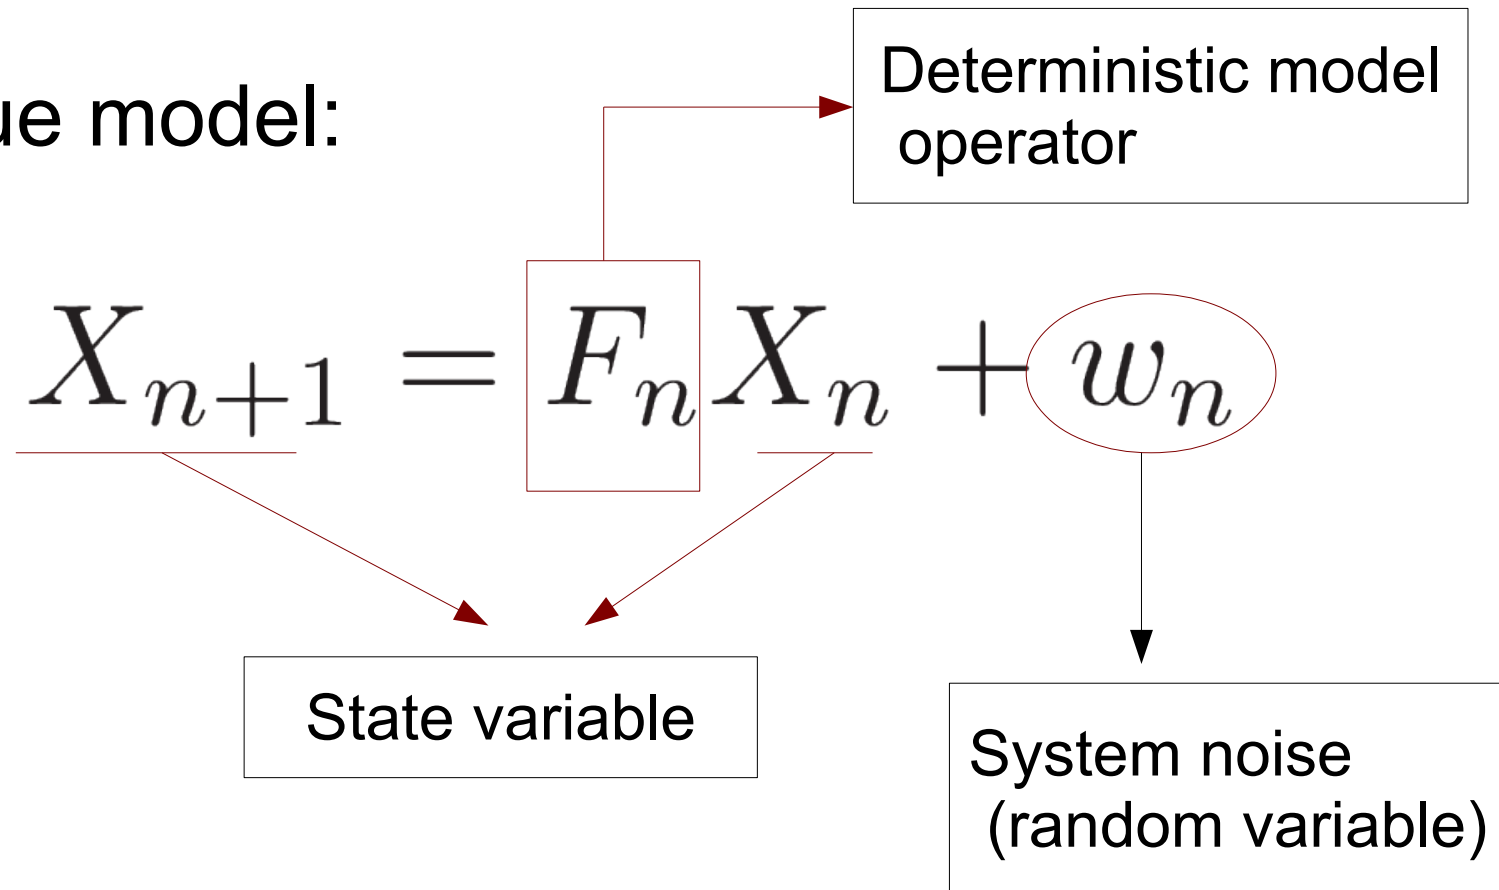 Deterministic model
operator
ue model:
X_{n+1} = F_n X_n + w_n
State variable
System noise
(random variable)